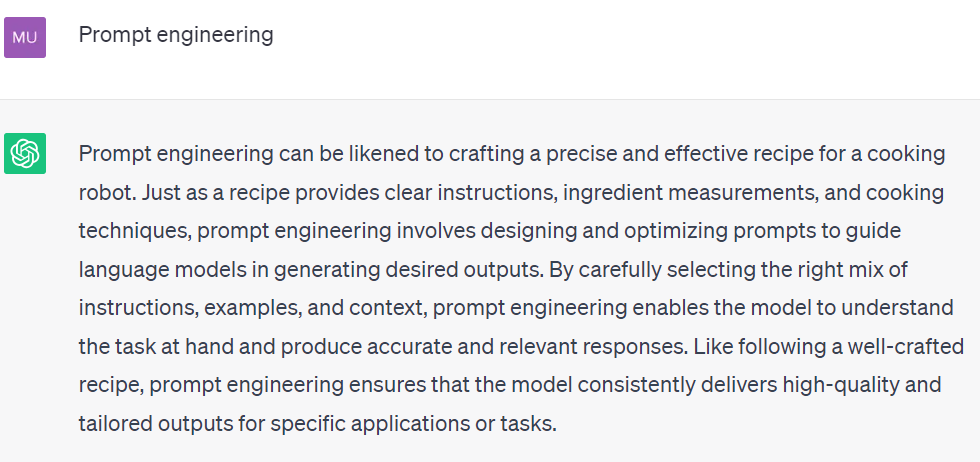 MU
Prompt engineering
Prompt engineering can be likened to crafting a precise and effective recipe for a cooking
robot. Just as a recipe provides clear instructions, ingredient measurements, and cooking
techniques, prompt engineering involves designing and optimizing prompts to guide
language models in generating desired outputs. By carefully selecting the right mix of
instructions, examples, and context, prompt engineering enables the model to understand
the task at hand and produce accurate and relevant responses. Like following a well-crafted
recipe, prompt engineering ensures that the model consistently delivers high-quality and
tailored outputs for specific applications or tasks.